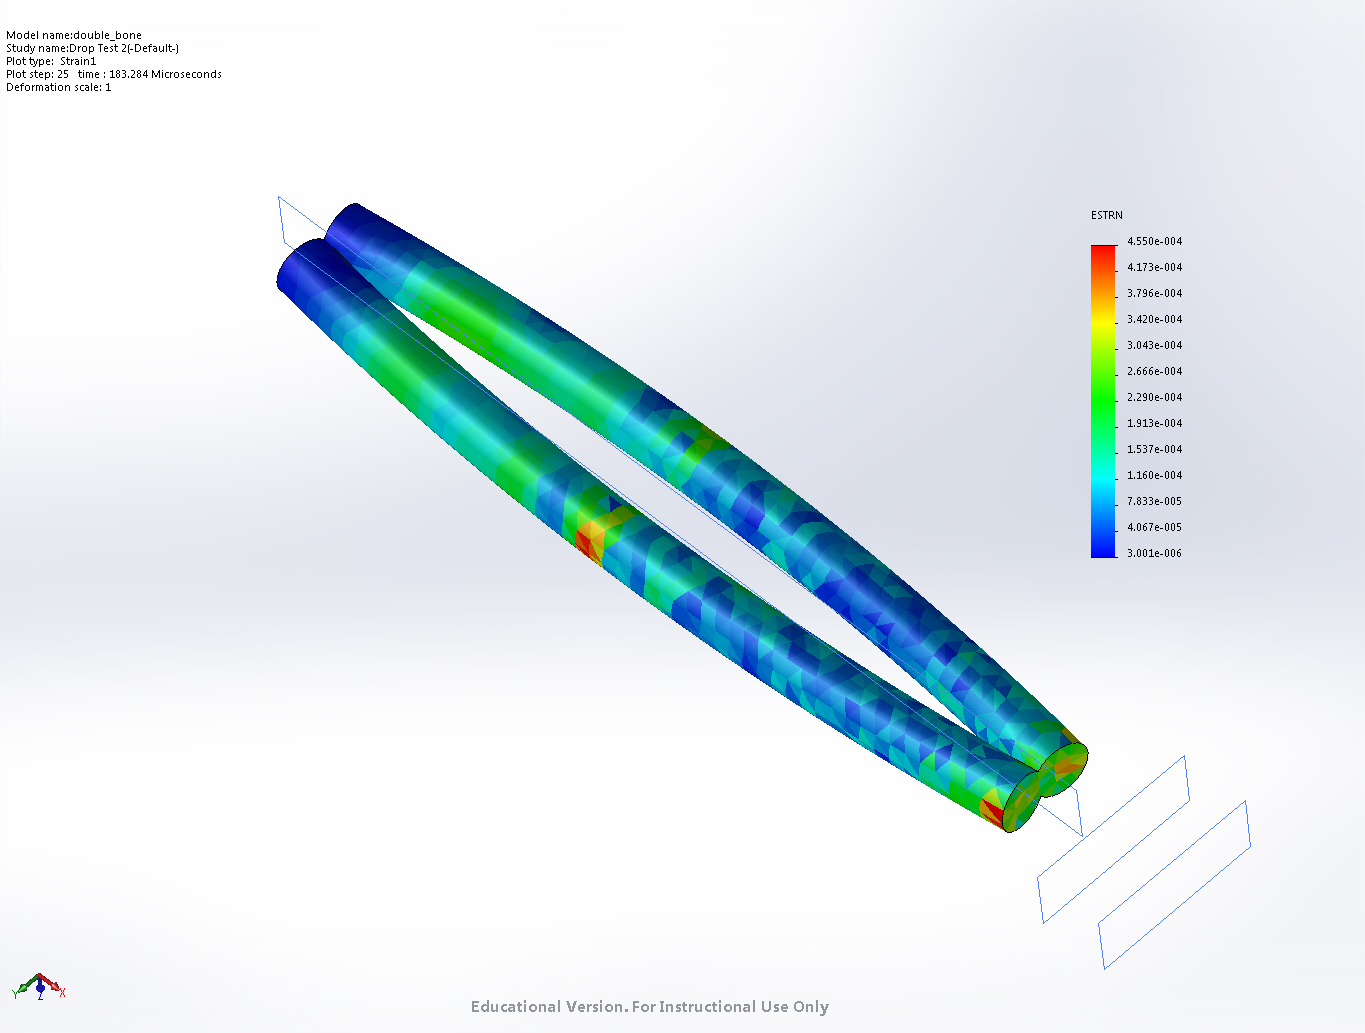 Model name:double_bone
Study name:Drop Test 2(-Default-)
Plot type: Strain1
Plot step: 25 time : 183.284 Microseconds
Deformation scale: 1
ESTRN
4.550e-004
4.173e-004
3.796e-004
3.420e-004
3.043e-004
2.666e-004
2.290e-004
1.913e-004
1.537e-004
1.160e-004
7.833e-005
4.067e-005
3.001e-006
Y
Z
X
Educational Version. For Instructional Use Only